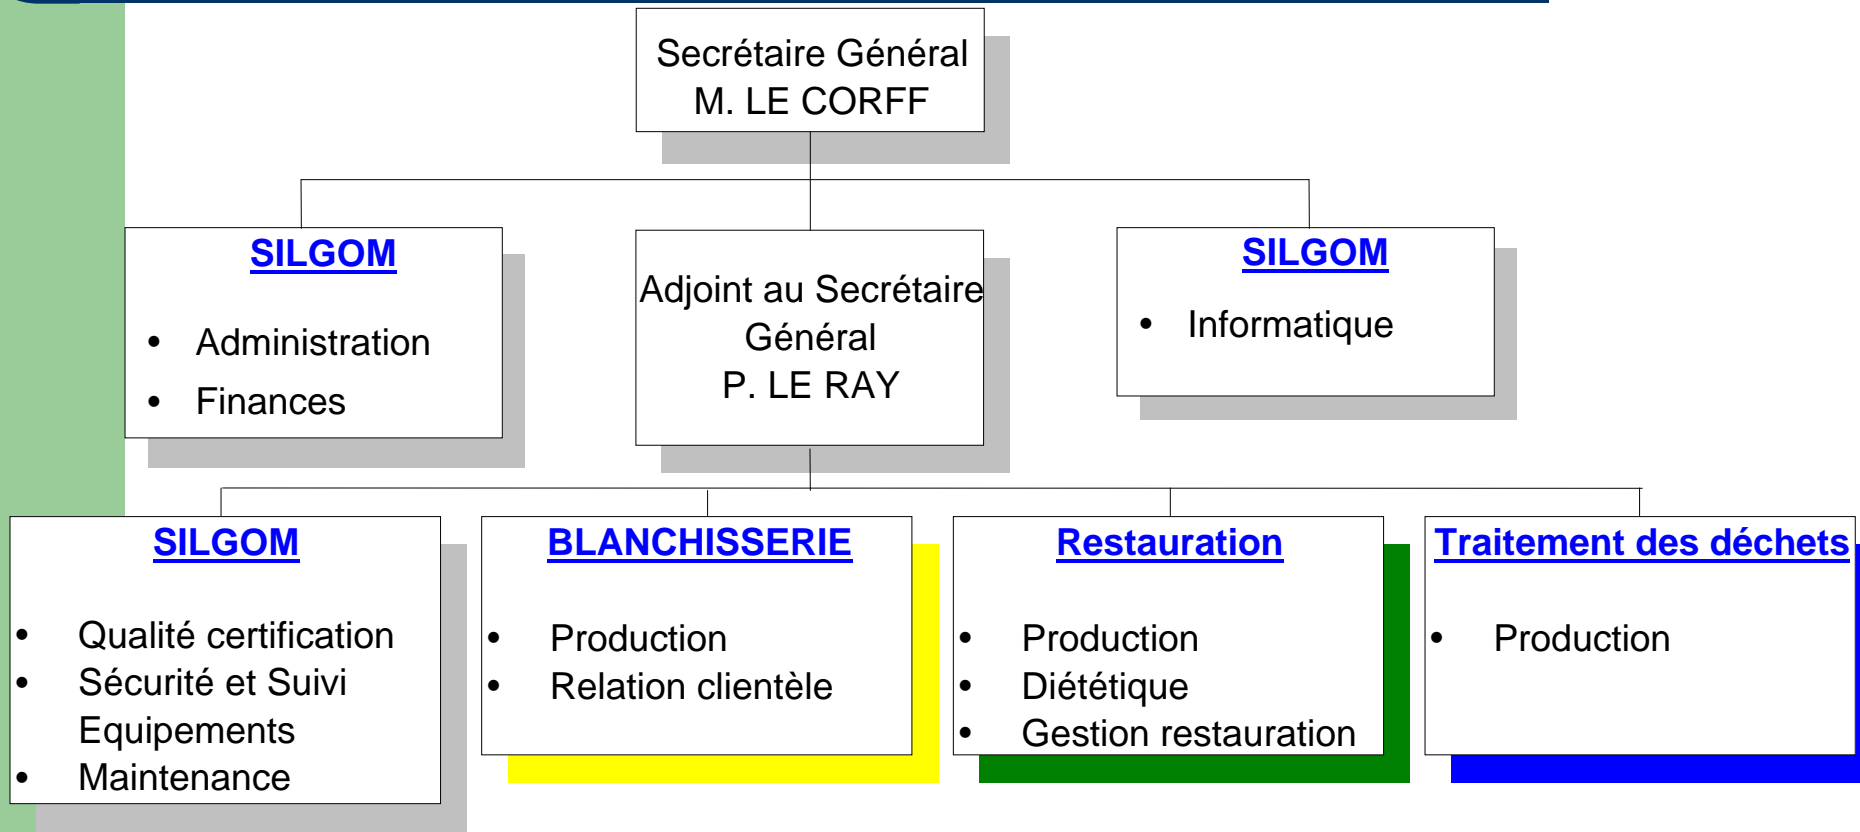 Secrétaire Général
M. LE CORFF
SILGOM
• Administration
• Finances
Adjoint au Secrétaire
Général
P. LE RAY
SILGOM
• Informatique
SILGOM
• Qualité certification
• Sécurité et Suivi
Equipements
• Maintenance
BLANCHISSERIE
• Production
• Relation clientèle
Restauration
• Production
• Diététique
• Gestion restauration
Traitement des déchets
• Production